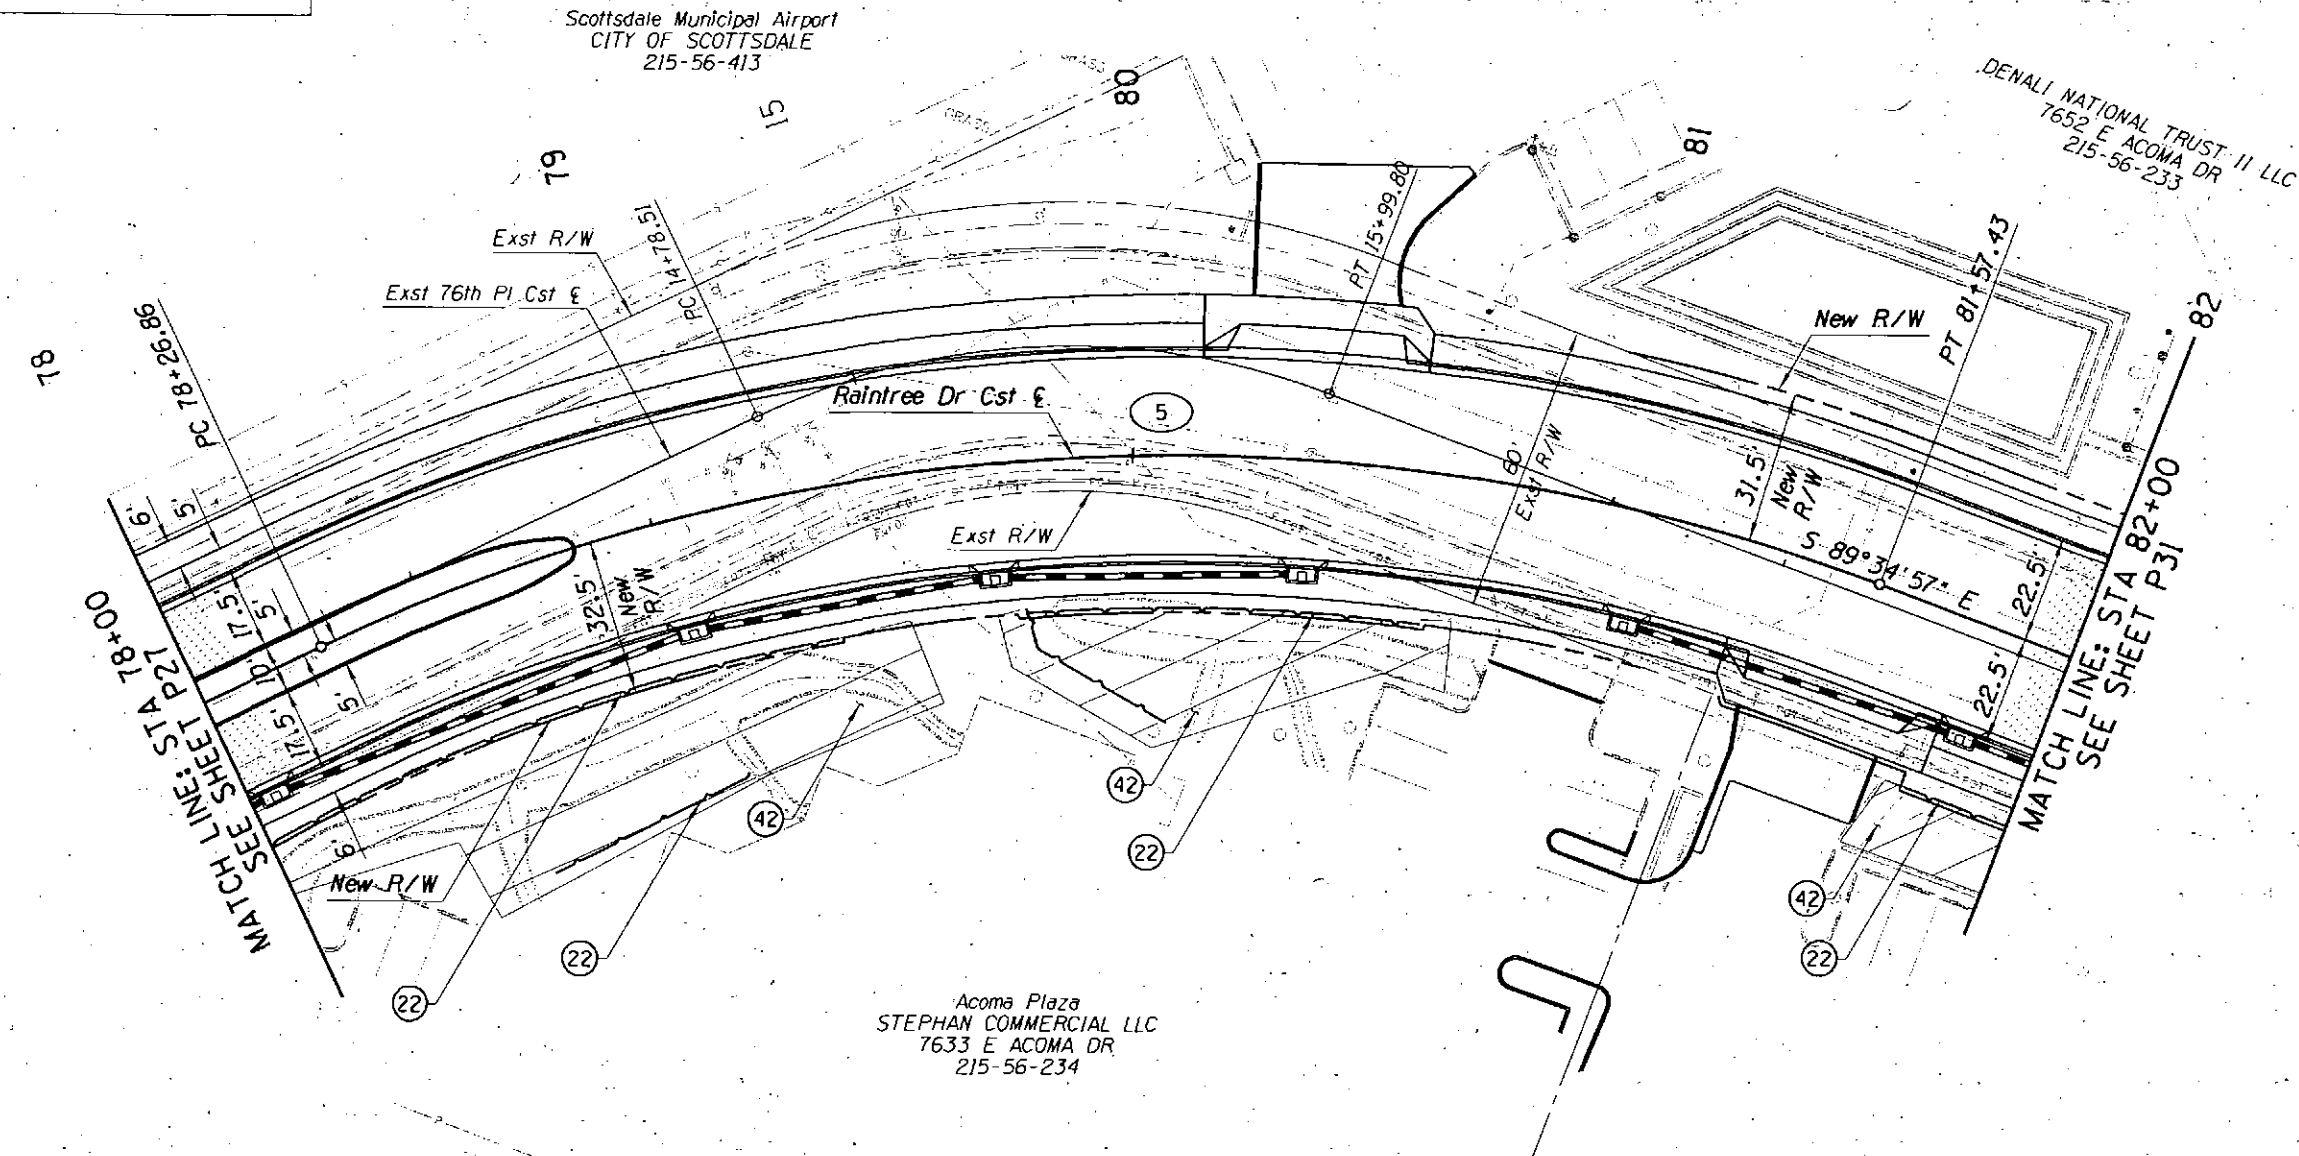 Scottsdale Municipal Airport
CITY OF SCOTTSDALE
215-56-413
DENALI NATIONAL TRUST II LLC
7652 E ACOMA DR
215-56-233
78
79
15
80
81
82
GRASS
GRASS
PC 78+26.86
Exst R/W
Exst 76th Pl Cst ℄
PC 14+78.51
PT 15+99.80
Raintree Dr Cst ℄
5
Exst R/W
80'
Exst R/W
New R/W
PT 81+57.43
31.5'
New
R/W
S 89°34'57" E
22.5'
22.5'
MATCH LINE: STA 82+00
SEE SHEET P31
6'
5'
17.5'
5'
10'
5'
17.5'
6'
32.5'
New
R/W
MATCH LINE: STA 78+00
SEE SHEET P27
New R/W
22
22
42
42
22
42
22
Acoma Plaza
STEPHAN COMMERCIAL LLC
7633 E ACOMA DR
215-56-234